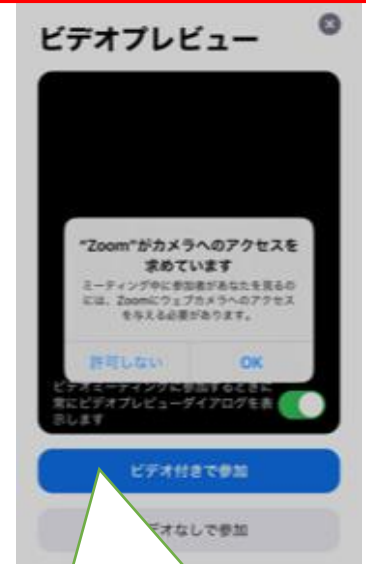 ビデオプレビュー
"Zoom"がカメラへのアクセスを
求めています
ミーティング中に参加者があなたを見るの
には、Zoomにウェブカメラへのアクセス
を与える必要があります。
許可しない OK
ビデオミーティングに参加するときに
常にビデオプレビューダイアログを表
示します
ビデオ付きで参加
デオなしで参加